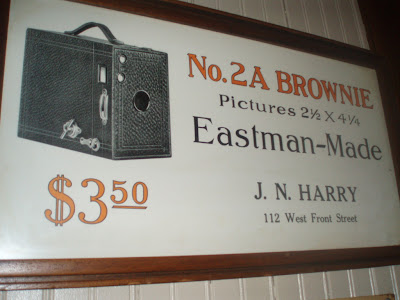 No. 2A BROWNIE
Pictures 2½ X 4¼
Eastman-Made
$3.50
J. N. HARRY
112 West Front Street